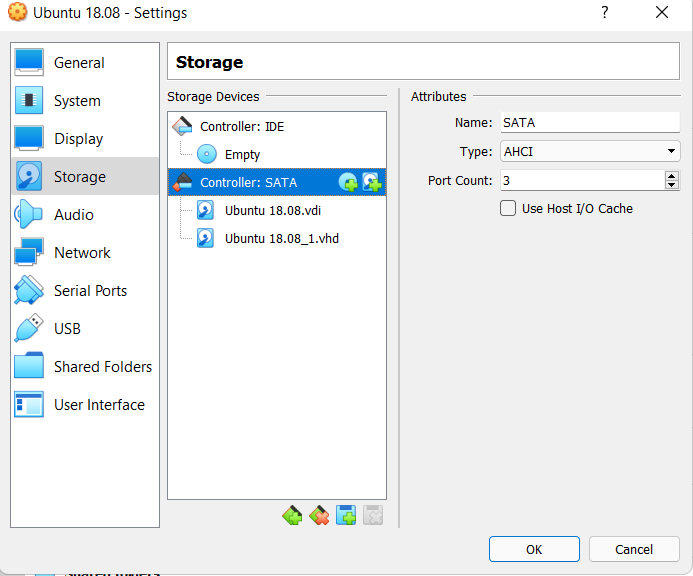 Ubuntu 18.08 - Settings
?
General
System
Display
Storage
Audio
Network
Serial Ports
USB
Shared Folders
User Interface
Storage
Storage Devices
Controller: IDE
Empty
Controller: SATA
Ubuntu 18.08.vdi
Ubuntu 18.08_1.vhd
Attributes
Name: SATA
Type: AHCI
Port Count: 3
Use Host I/O Cache
OK Cancel
Shared folders